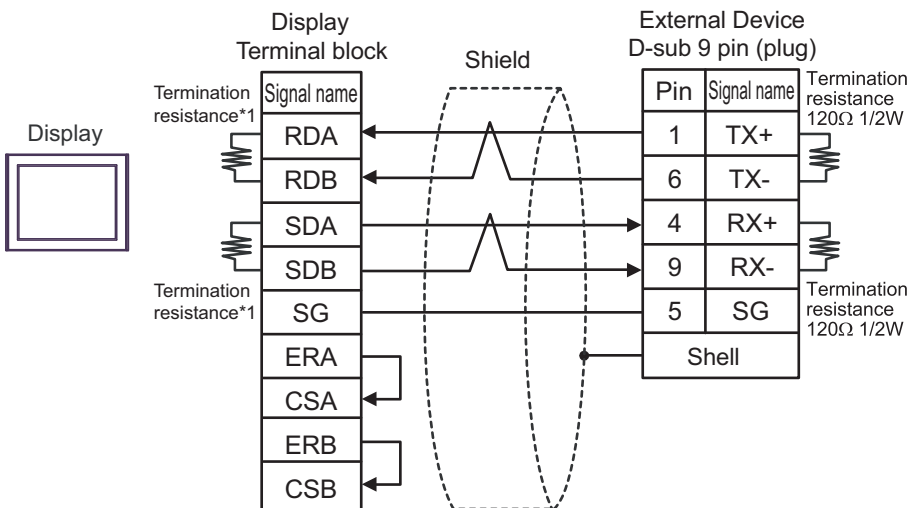 Display
Display
Terminal block
Shield
External Device
D-sub 9 pin (plug)
Termination
resistance*1
Signal name
RDA
RDB
SDA
SDB
SG
ERA
CSA
ERB
CSB
Termination
resistance*1
Pin Signal name
1 TX+
6 TX-
4 RX+
9 RX-
5 SG
Shell
Termination
resistance
120Ω 1/2W
Termination
resistance
120Ω 1/2W